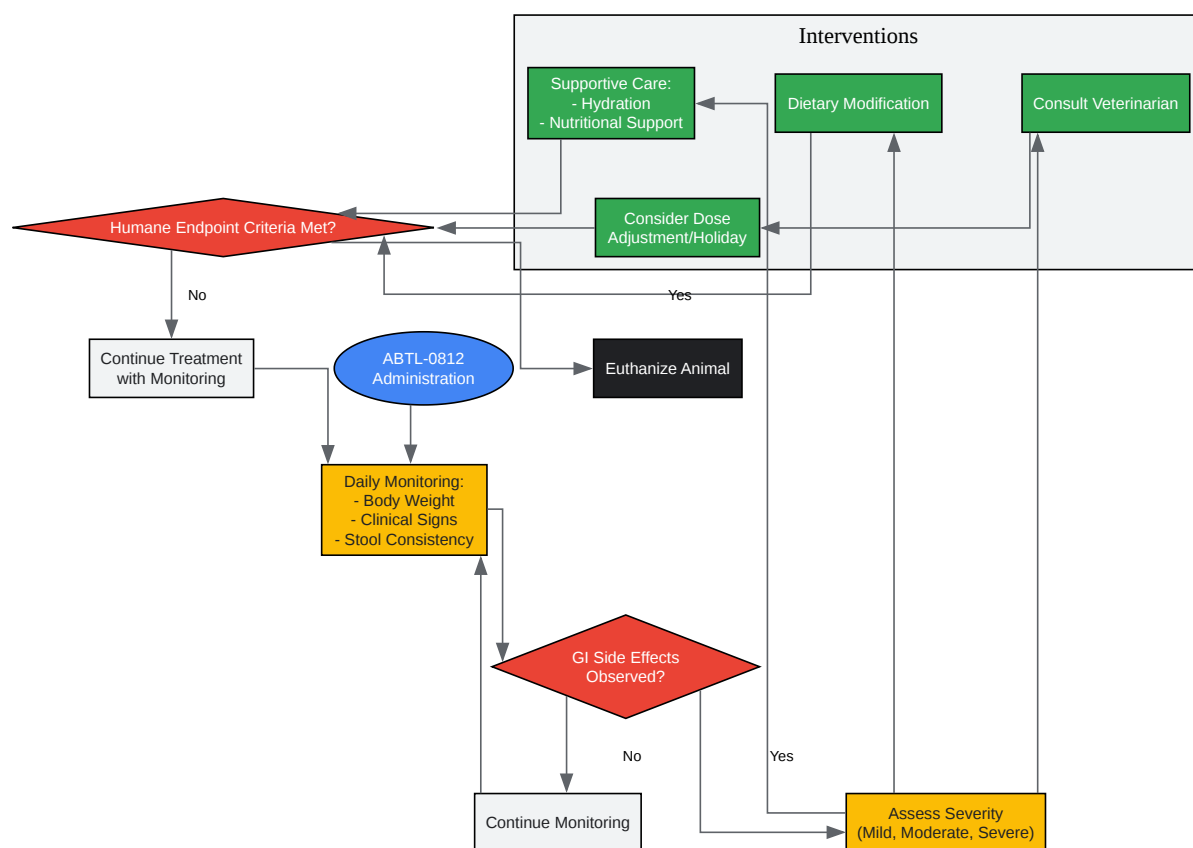 Interventions
Supportive Care:
- Hydration
- Nutritional Support
Dietary Modification
Consult Veterinarian
Humane Endpoint Criteria Met?
Consider Dose
Adjustment/Holiday
No
Yes
Continue Treatment
with Monitoring
ABTL-0812
Administration
Euthanize Animal
Daily Monitoring:
- Body Weight
- Clinical Signs
- Stool Consistency
GI Side Effects
Observed?
No
Yes
Continue Monitoring
Assess Severity
(Mild, Moderate, Severe)